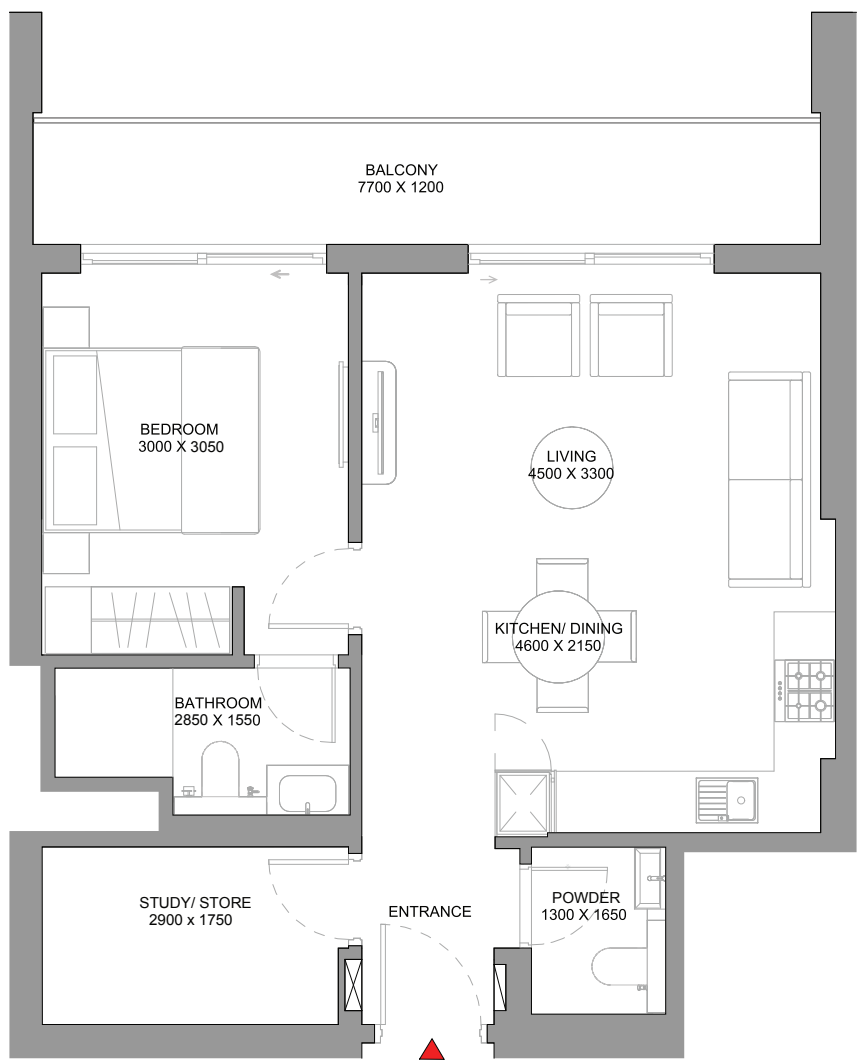 BALCONY
7700 X 1200
BEDROOM
3000 X 3050
LIVING
4500 X 3300
KITCHEN/ DINING
4600 X 2150
BATHROOM
2850 X 1550
STUDY/ STORE
2900 x 1750
ENTRANCE
POWDER
1300 X 1650